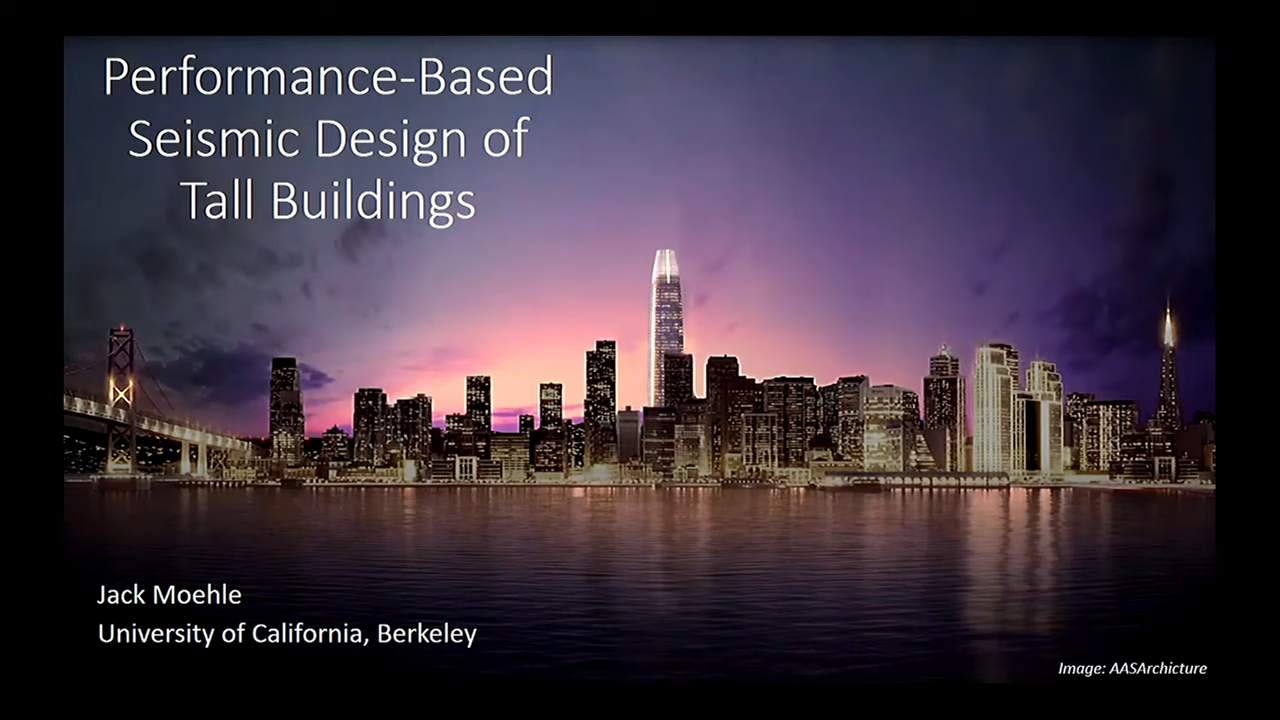 Performance-Based
Seismic Design of
Tall Buildings
Jack Moehle
University of California, Berkeley
Image: AASArchicture